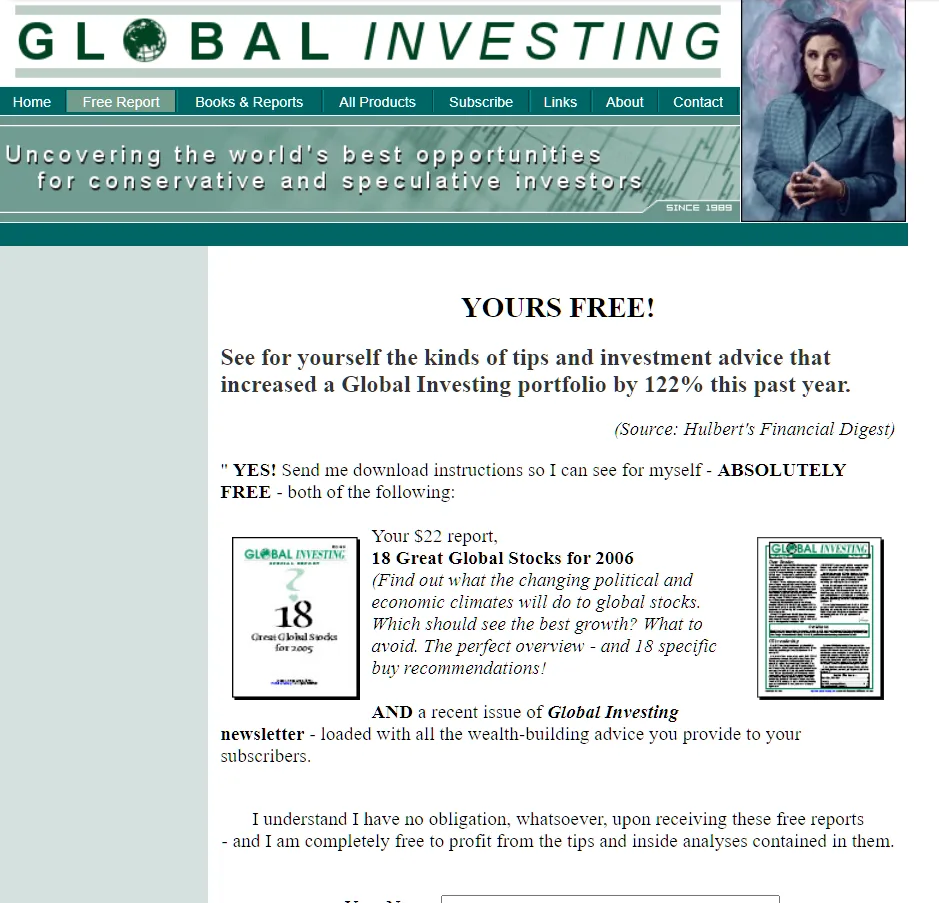 GLOBAL INVESTING
Home Free Report Books & Reports All Products Subscribe Links About Contact
Uncovering the world's best opportunities
for conservative and speculative investors
SINCE 1989
YOURS FREE!
See for yourself the kinds of tips and investment advice that
increased a Global Investing portfolio by 122% this past year.
(Source: Hulbert's Financial Digest)
" YES! Send me download instructions so I can see for myself - ABSOLUTELY
FREE - both of the following:
GLOBAL INVESTING
18
Great Global Stocks
for 2005
Your $22 report,
18 Great Global Stocks for 2006
(Find out what the changing political and
economic climates will do to global stocks.
Which should see the best growth? What to
avoid. The perfect overview - and 18 specific
buy recommendations!
GLOBAL INVESTING
AND a recent issue of Global Investing
newsletter - loaded with all the wealth-building advice you provide to your
subscribers.
I understand I have no obligation, whatsoever, upon receiving these free reports
- and I am completely free to profit from the tips and inside analyses contained in them.